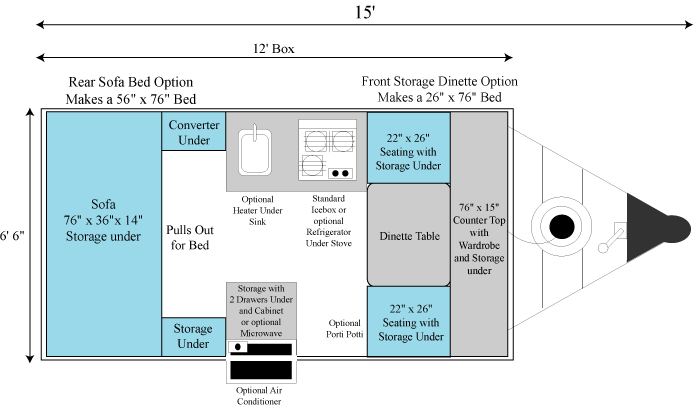 15'
12' Box
Rear Sofa Bed Option
Makes a 56" x 76" Bed
Front Storage Dinette Option
Makes a 26" x 76" Bed
6' 6"
Sofa
76" x 36"x 14"
Storage under
Converter
Under
Pulls Out
for Bed
Storage
Under
Optional
Heater Under
Sink
Standard
Icebox or
optional
Refrigerator
Under Stove
22" x 26"
Seating with
Storage Under
Dinette Table
76" x 15"
Counter Top
with
Wardrobe
and Storage
under
Storage with
2 Drawers Under
and Cabinet
or optional
Microwave
Optional
Porti Potti
22" x 26"
Seating with
Storage Under
Optional Air
Conditioner